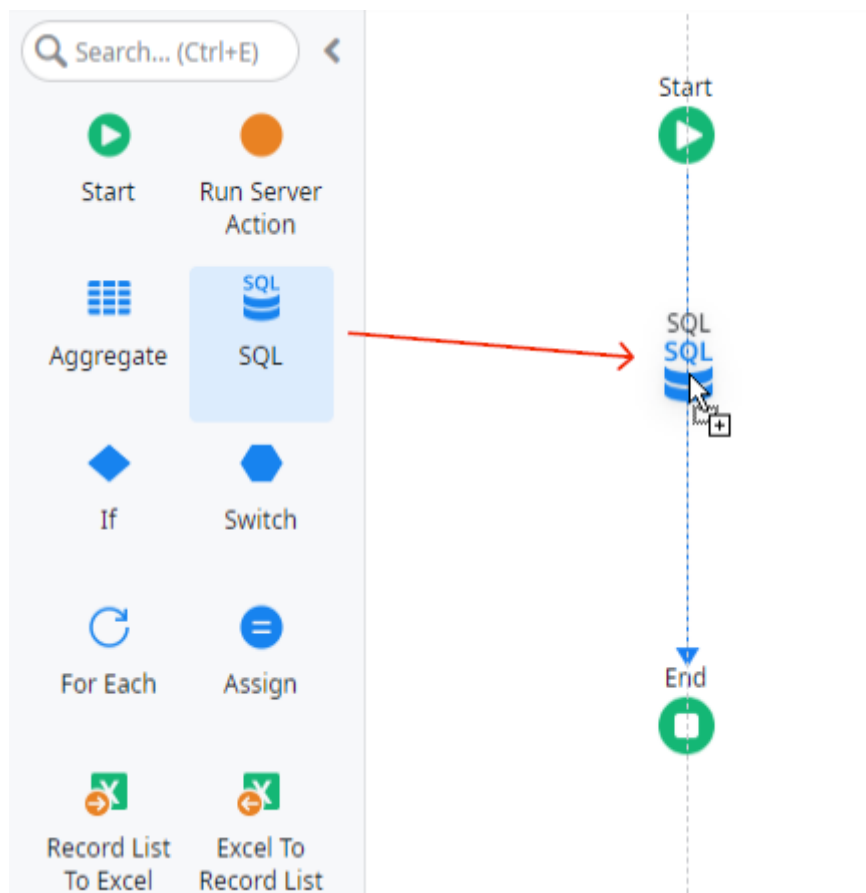 Search... (Ctrl+E)
Start
Run Server
Action
SQL
Aggregate
SQL
If
Switch
For Each
Assign
X
X
Record List
To Excel
Excel To
Record List
Start
SQL
SQL
End